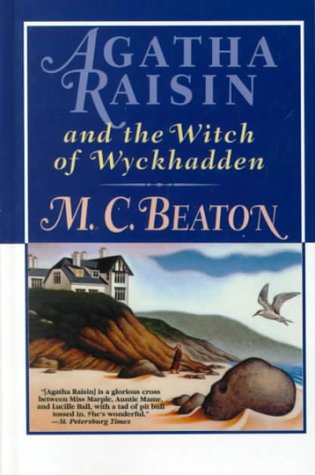 AGATHA
RAISIN
and the Witch
of Wyckhadden
M. C. BEATON
"[Agatha Raisin] is a glorious cross
between Miss Marple, Auntie Mame,
and Lucille Ball, with a tad of pit bull
tossed in. She's wonderful."
—St. Petersburg Times